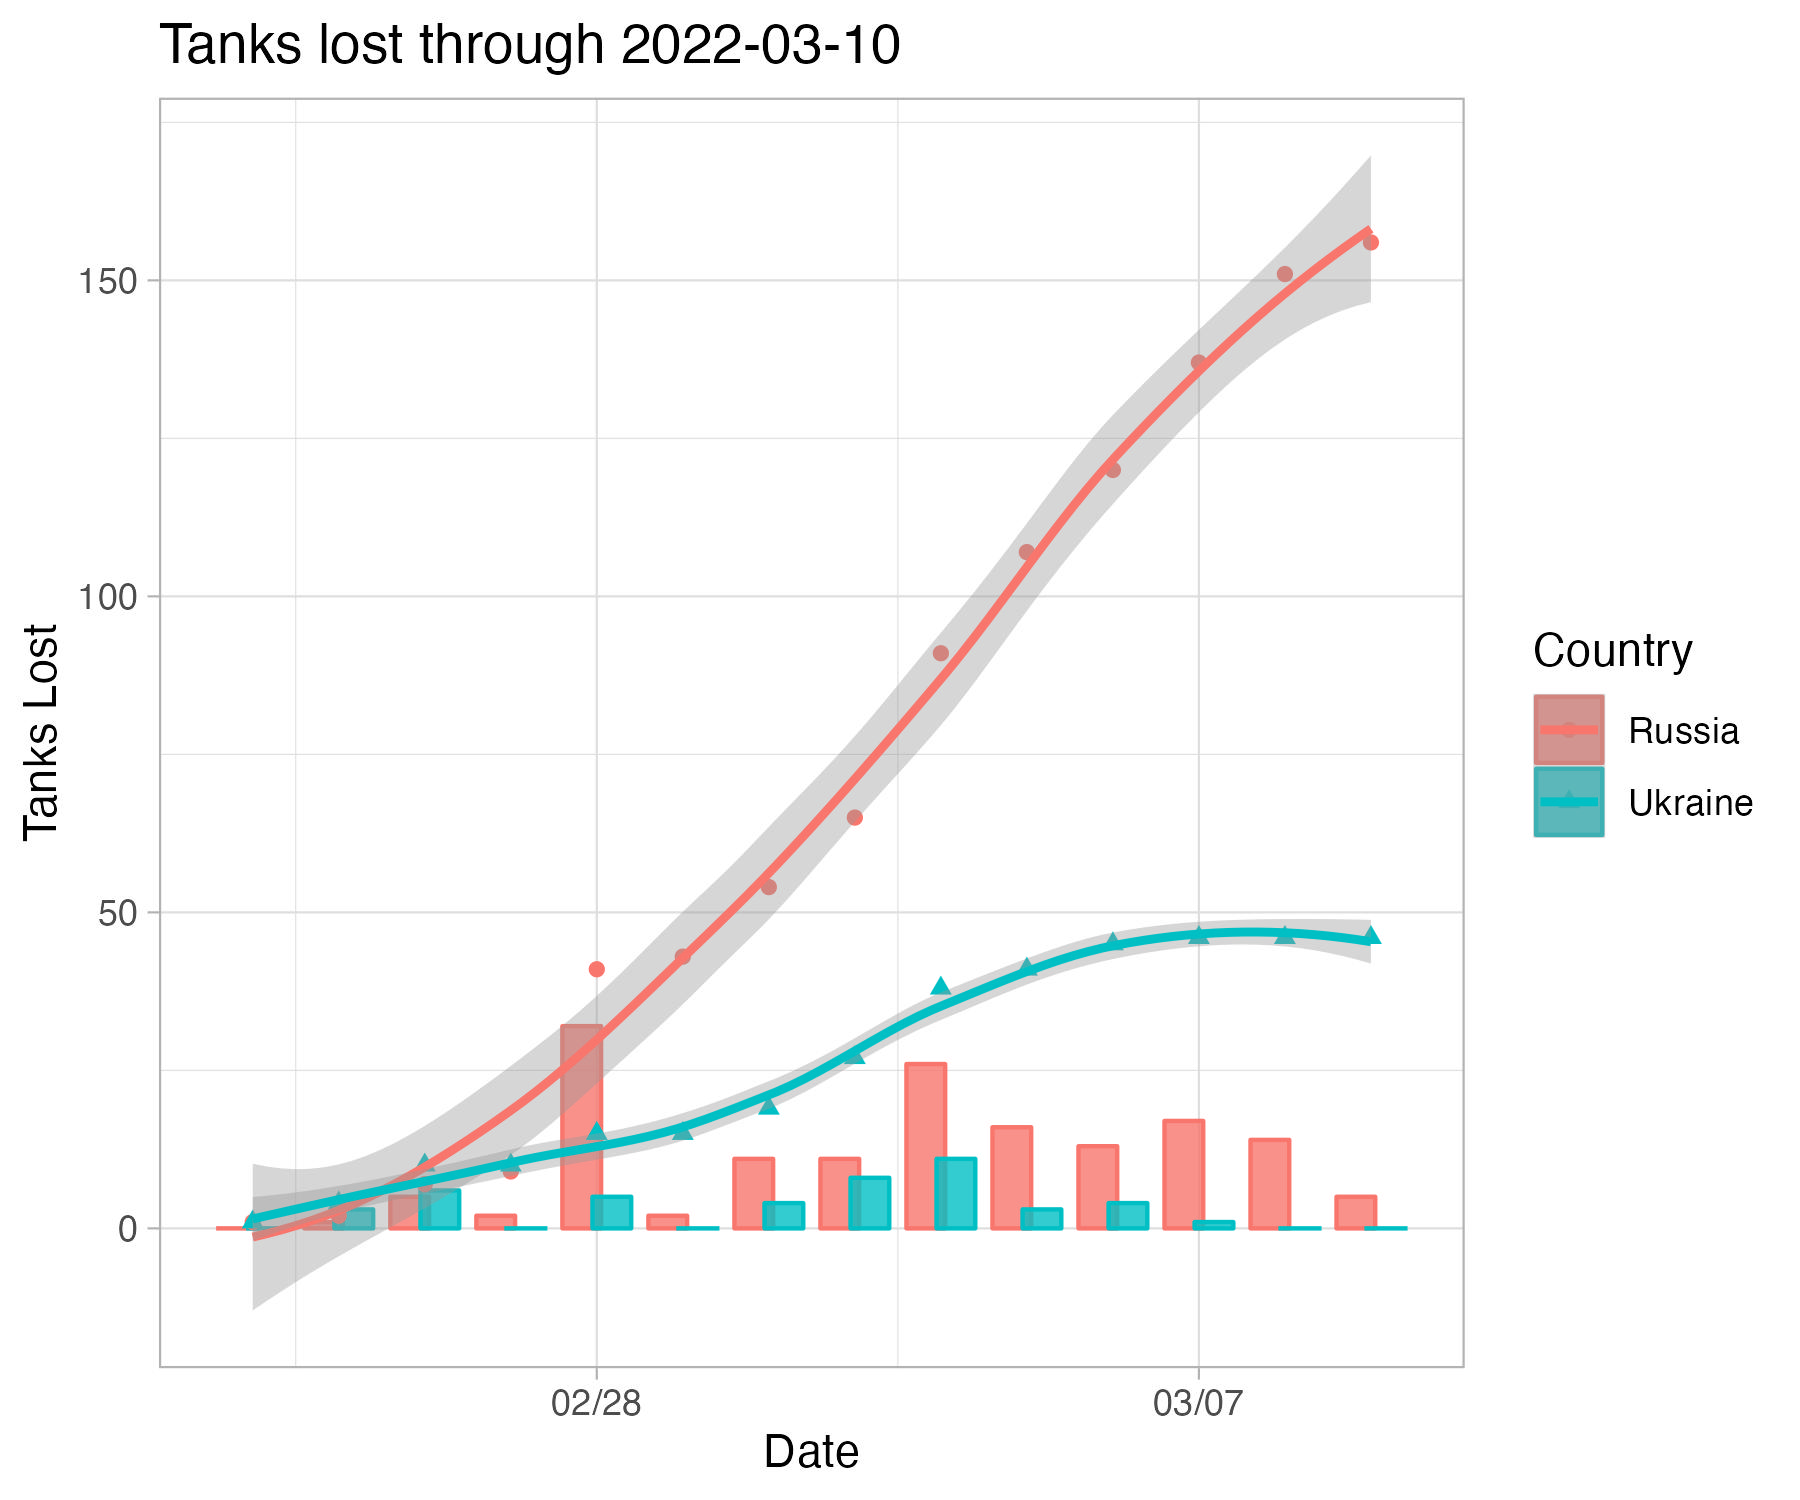 Tanks lost through 2022-03-10
Tanks Lost
150
100
50
0
02/28
03/07
Date
Country
Russia
Ukraine